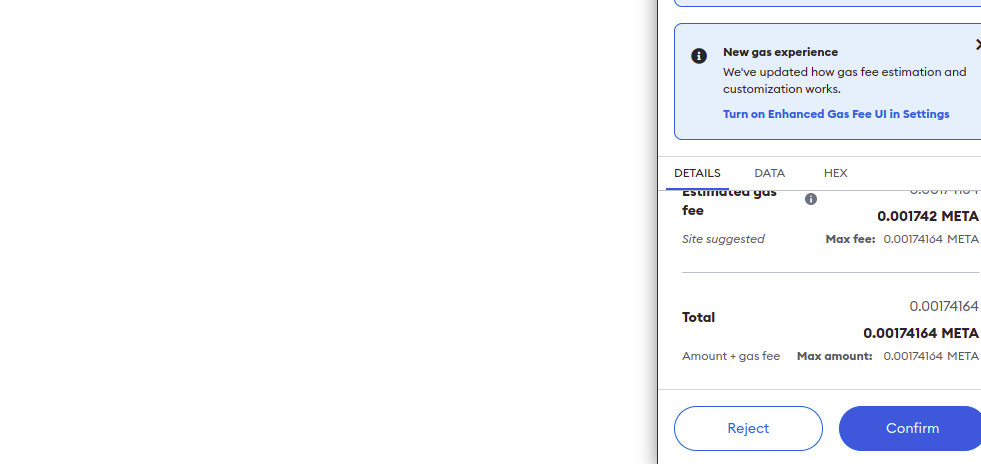 New gas experience
We've updated how gas fee estimation and
customization works.
Turn on Enhanced Gas Fee UI in Settings
DETAILS DATA HEX
Estimated gas
fee
0.001742 META
Site suggested Max fee: 0.00174164 META
0.00174164
Total
0.00174164 META
Amount + gas fee Max amount: 0.00174164 META
Reject Confirm